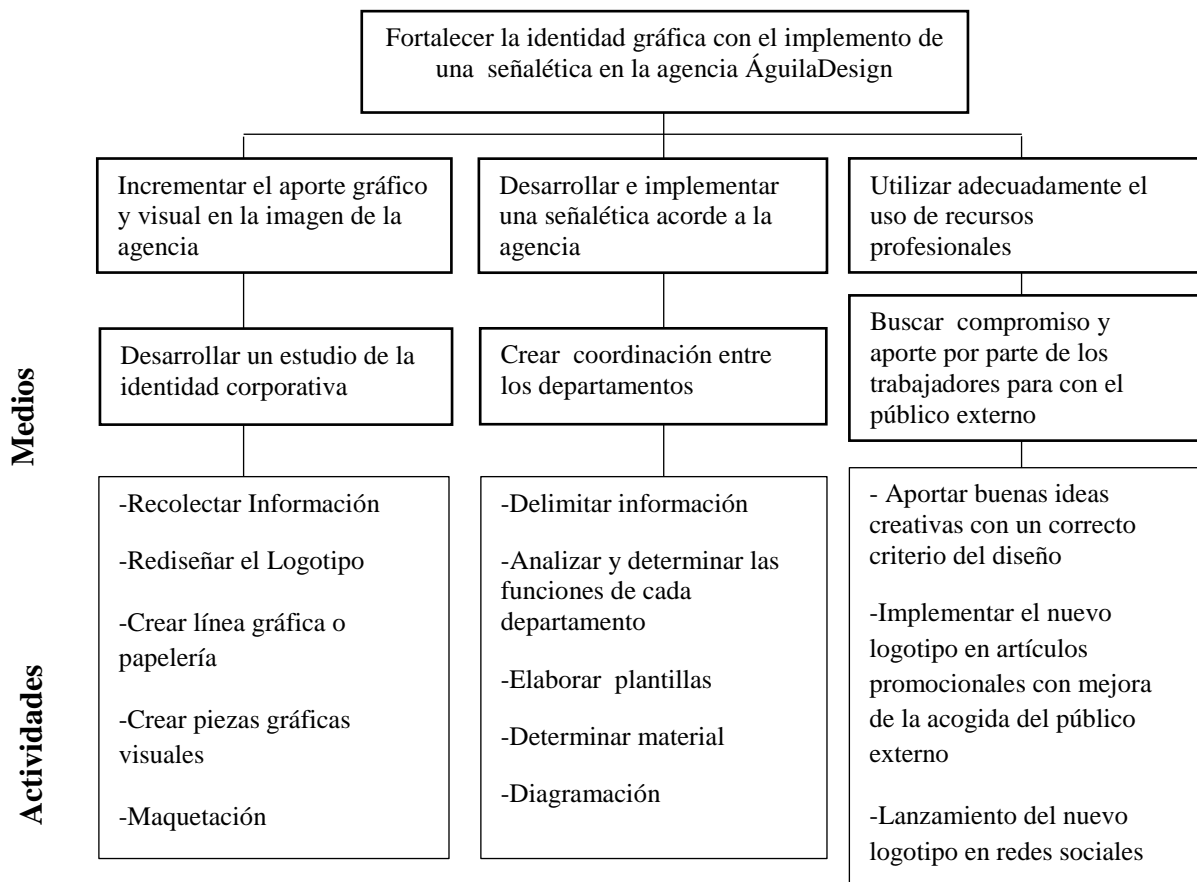 Fortalecer la identidad gráfica con el implemento de
una señalética en la agencia ÁguilaDesign
Incrementar el aporte gráfico
y visual en la imagen de la
agencia
Desarrollar e implementar
una señalética acorde a la
agencia
Utilizar adecuadamente el
uso de recursos
profesionales
Medios
Desarrollar un estudio de la
identidad corporativa
Crear coordinación entre
los departamentos
Buscar compromiso y
aporte por parte de los
trabajadores para con el
público externo
Actividades
-Recolectar Información
-Rediseñar el Logotipo
-Crear línea gráfica o
papelería
-Crear piezas gráficas
visuales
-Maquetación
-Delimitar información
-Analizar y determinar las
funciones de cada
departamento
-Elaborar plantillas
-Determinar material
-Diagramación
- Aportar buenas ideas
creativas con un correcto
criterio del diseño
-Implementar el nuevo
logotipo en artículos
promocionales con mejora
de la acogida del público
externo
-Lanzamiento del nuevo
logotipo en redes sociales